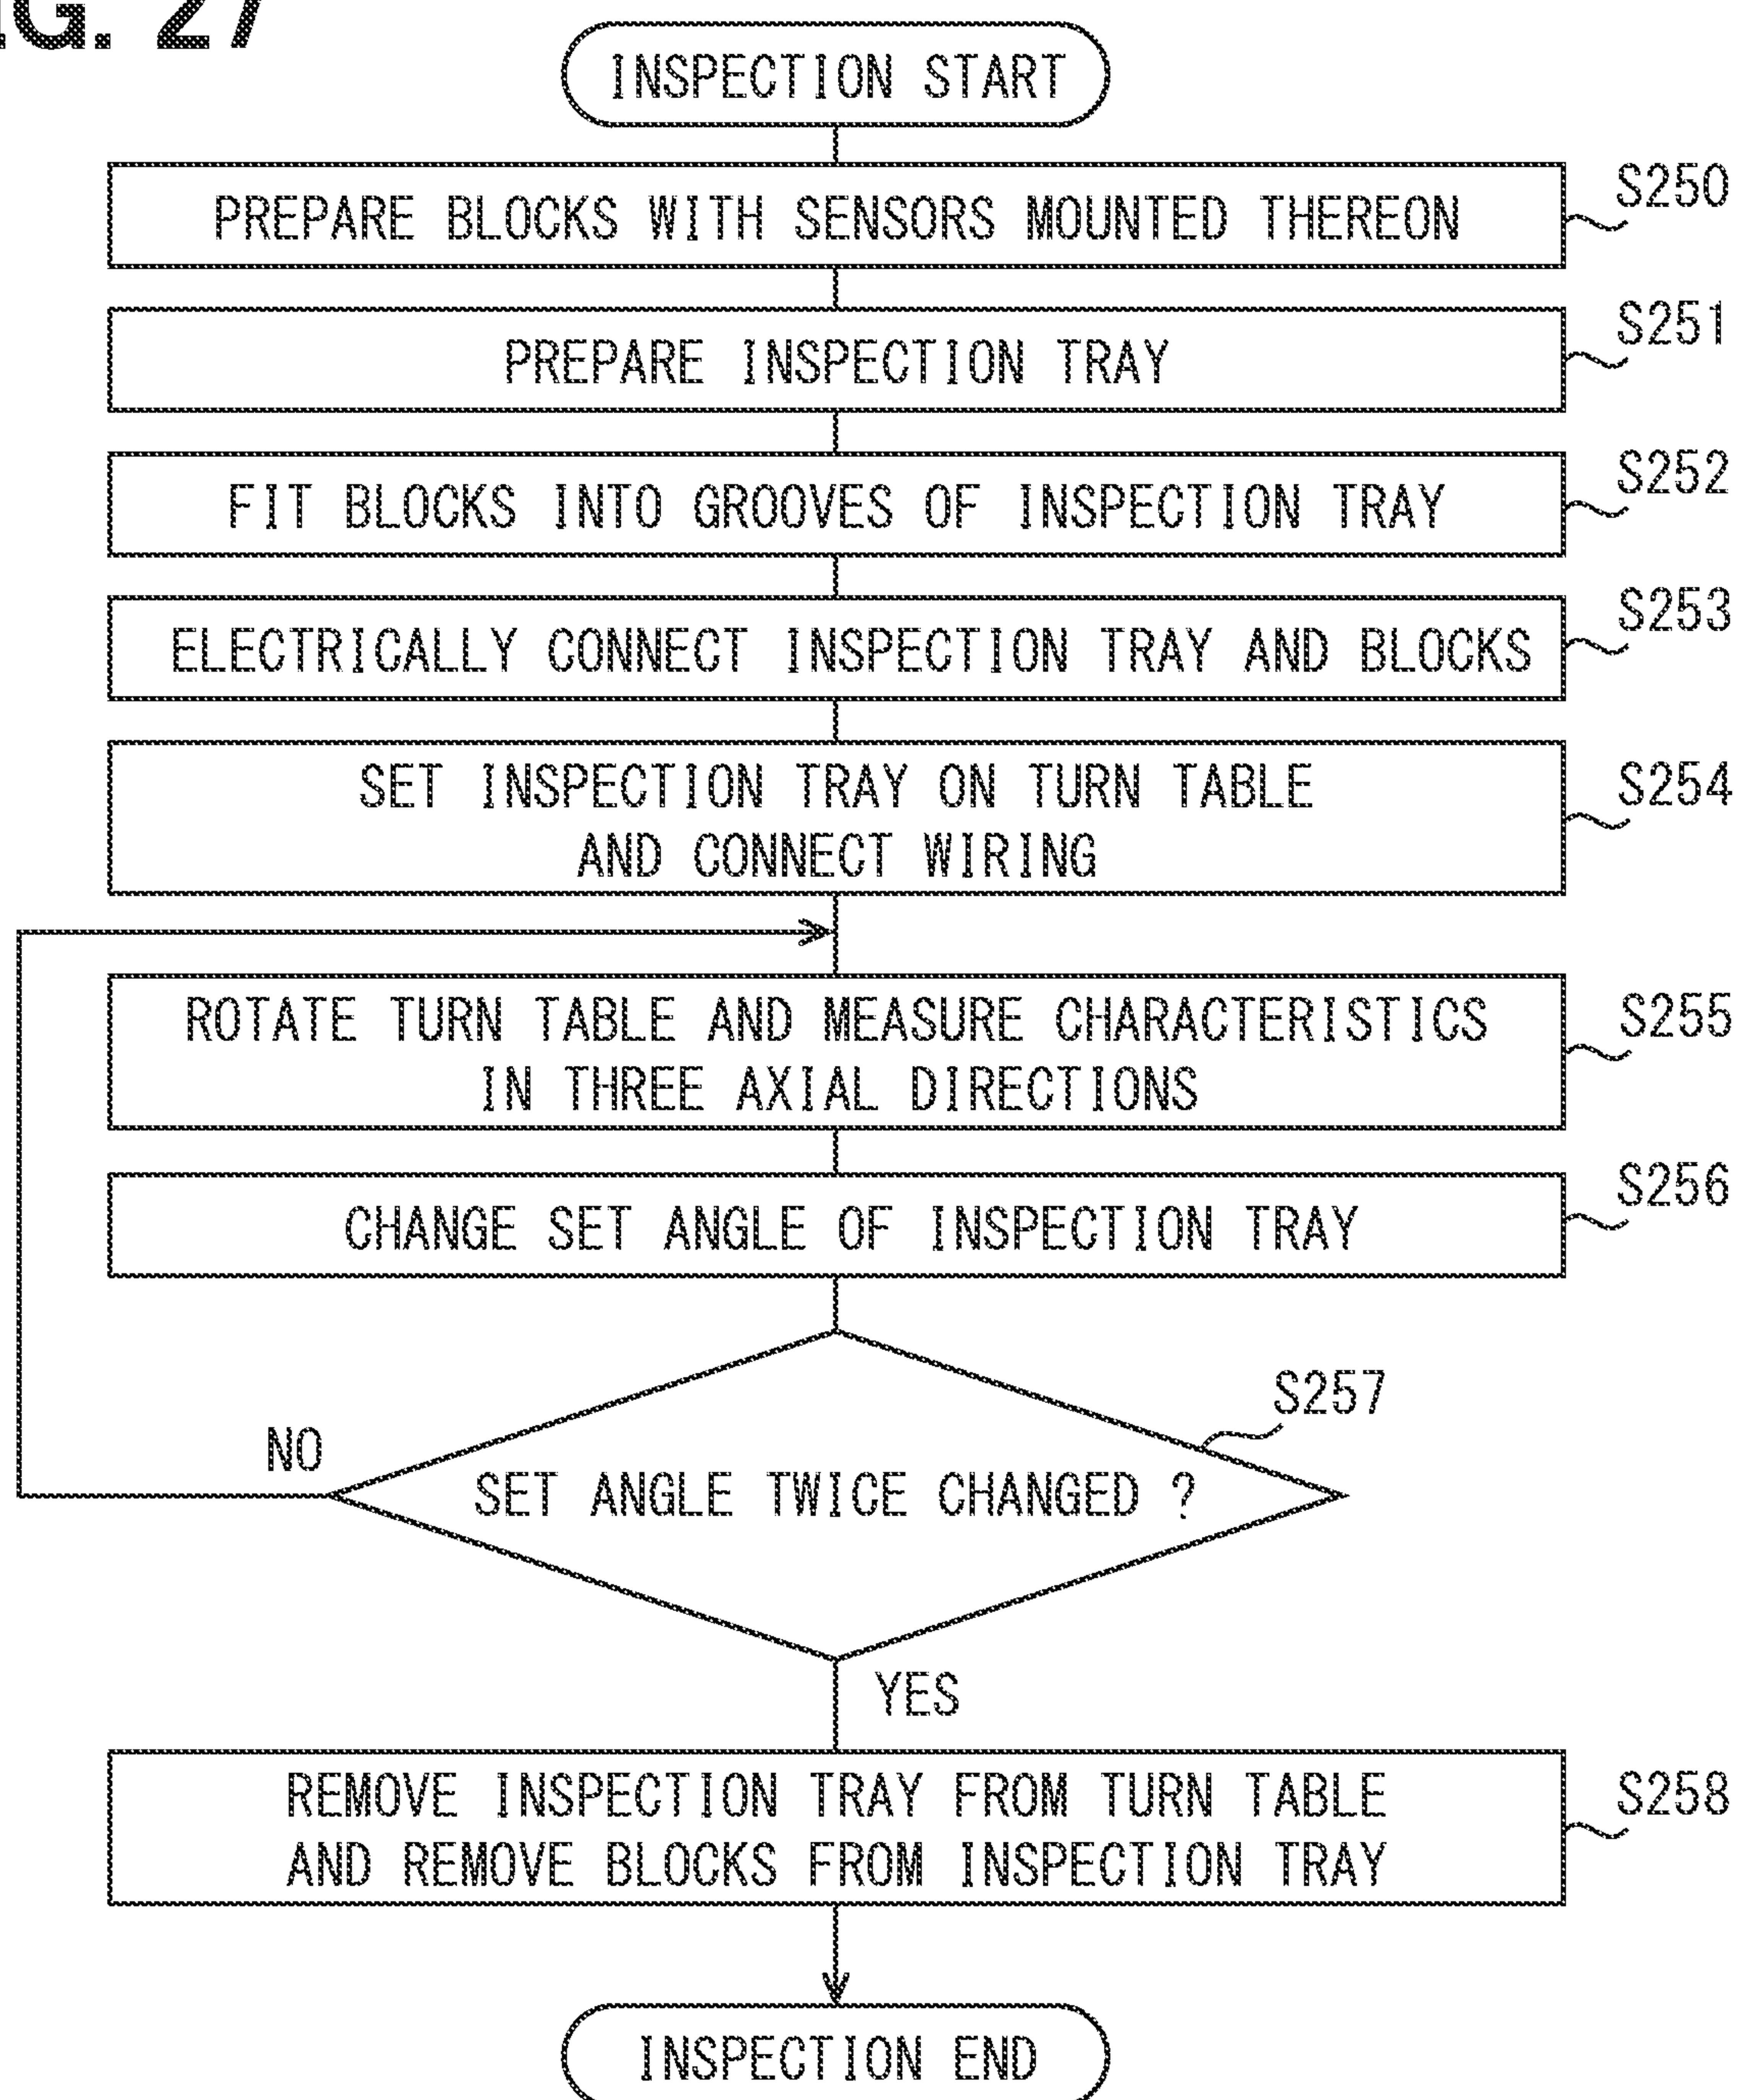 FIG. 27
INSPECTION START
PREPARE BLOCKS WITH SENSORS MOUNTED THEREON
S250
PREPARE INSPECTION TRAY
S251
FIT BLOCKS INTO GROOVES OF INSPECTION TRAY
S252
ELECTRICALLY CONNECT INSPECTION TRAY AND BLOCKS
S253
SET INSPECTION TRAY ON TURN TABLE
AND CONNECT WIRING
S254
ROTATE TURN TABLE AND MEASURE CHARACTERISTICS
IN THREE AXIAL DIRECTIONS
S255
CHANGE SET ANGLE OF INSPECTION TRAY
S256
S257
NO
SET ANGLE TWICE CHANGED ?
YES
REMOVE INSPECTION TRAY FROM TURN TABLE
AND REMOVE BLOCKS FROM INSPECTION TRAY
S258
INSPECTION END